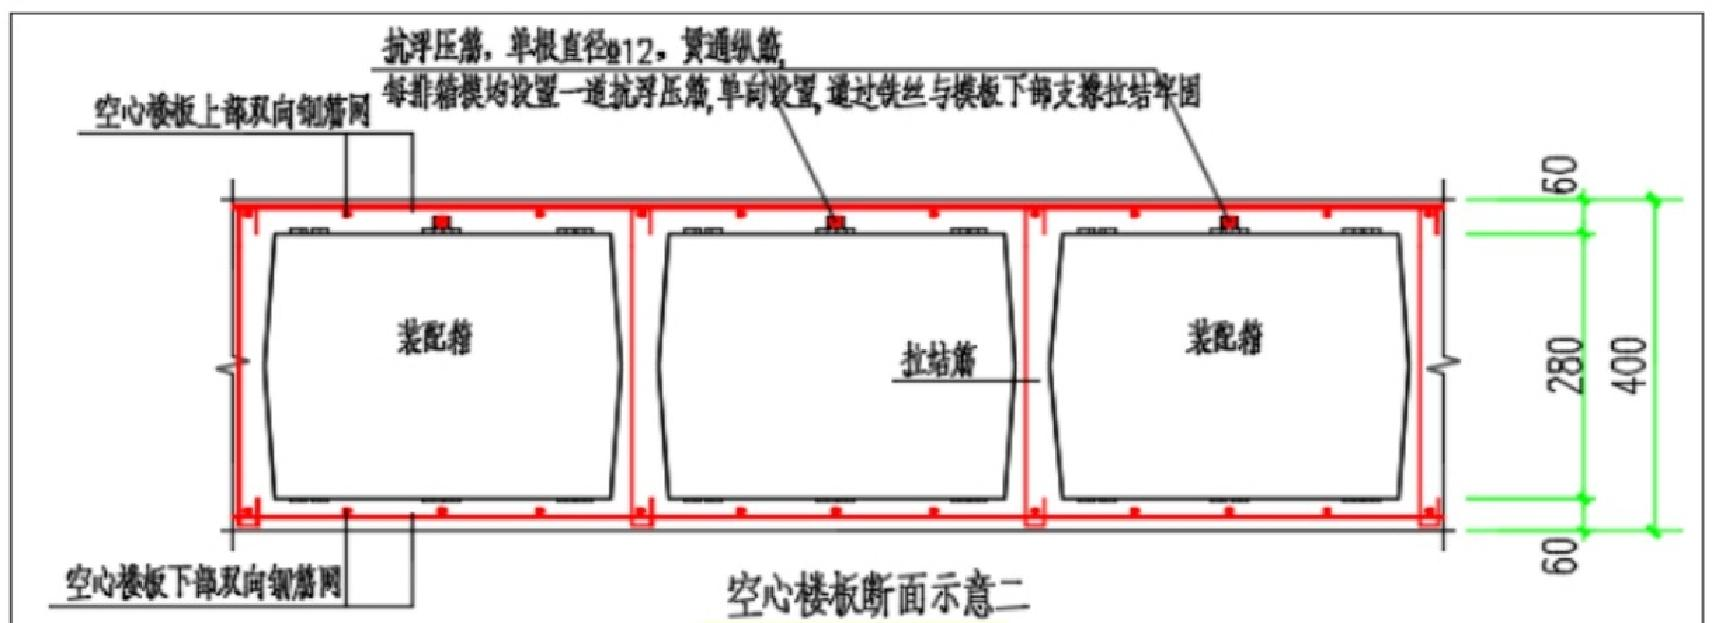 抗浮压筋，单根直径φ12，贯通纵筋，
每排箱模均设置一道抗浮压筋,单向设置,通过铁丝与模板下部支撑拉结牢固
空心楼板上部双向钢筋网
60
装配箱
拉结筋
装配箱
280
400
60
空心楼板下部双向钢筋网
空心楼板断面示意二